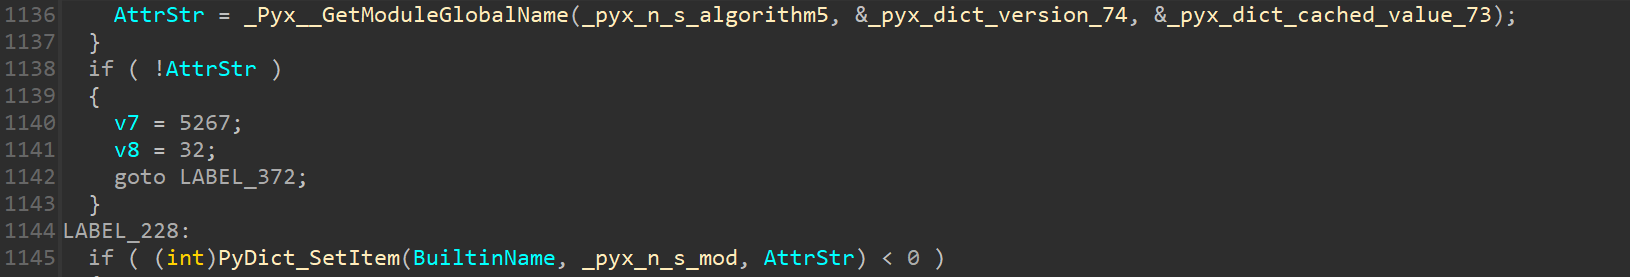 1136 AttrStr = _Pyx__GetModuleGlobalName(_pyx_n_s_algorithm5, &_pyx_dict_version_74, &_pyx_dict_cached_value_73);
1137 }
1138 if ( !AttrStr )
1139 {
1140 v7 = 5267;
1141 v8 = 32;
1142 goto LABEL_372;
1143 }
1144 LABEL_228:
1145 if ( (int)PyDict_SetItem(BuiltinName, _pyx_n_s_mod, AttrStr) < 0 )